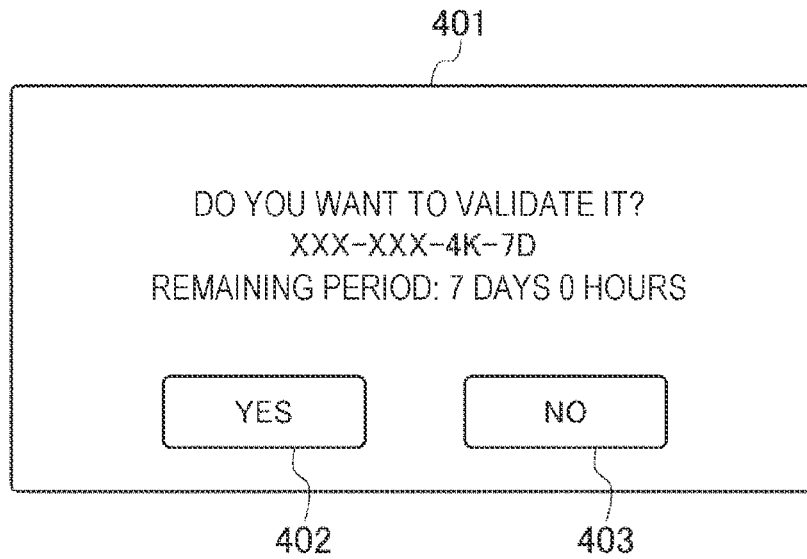 401
DO YOU WANT TO VALIDATE IT?
XXX-XXX-4K-7D
REMAINING PERIOD: 7 DAYS 0 HOURS
YES NO
402 403